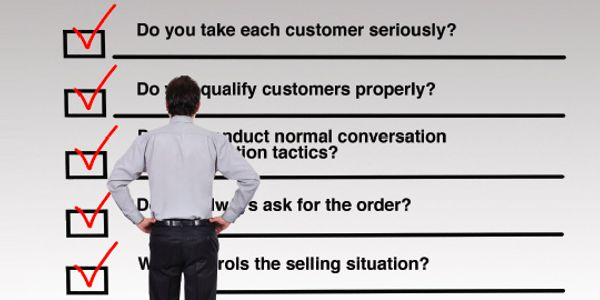 Do you take each customer seriously?
Do qualify customers properly?
normal conversation
tactics?
ask for the order?
the selling situation?